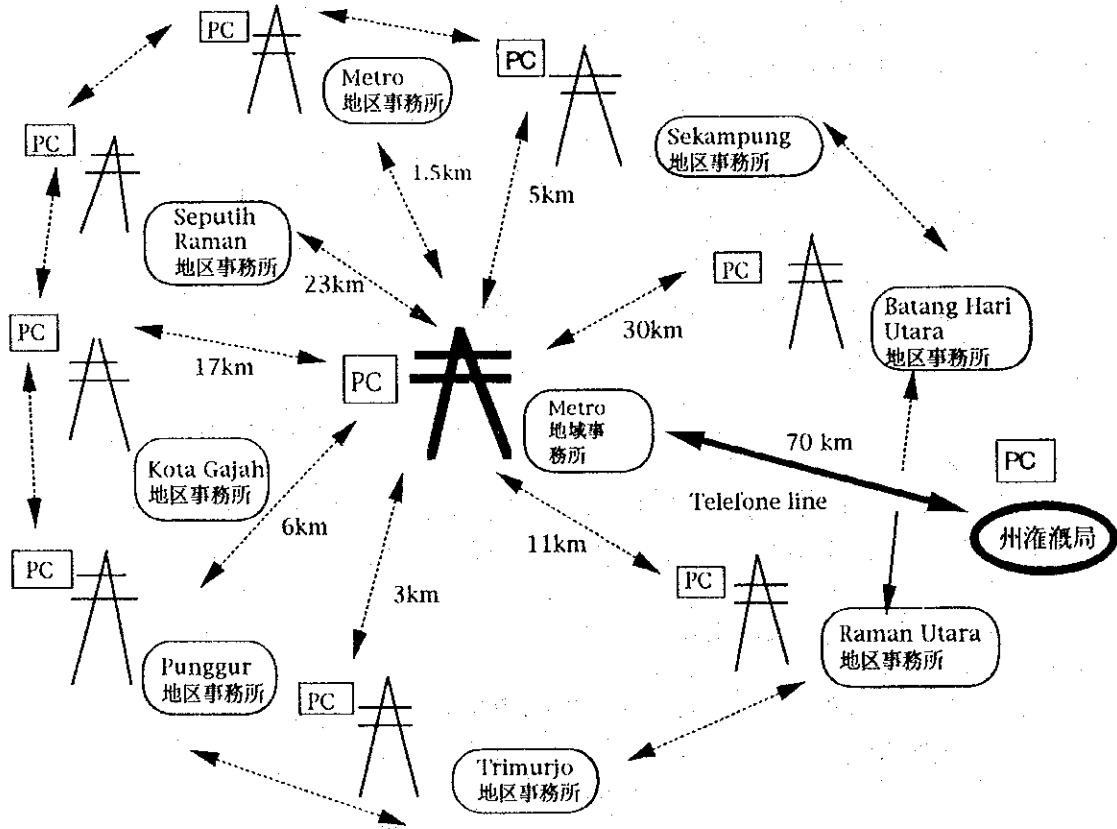 PC
Metro
地区事務所
PC
Sekampung
地区事務所
PC
Seputih
Raman
地区事務所
1.5km
5km
23km
PC
30km
Batang Hari
Utara
地区事務所
PC
17km
PC
Metro
地域事
務所
70 km
PC
Telefone line
州潅漑局
Kota Gajah
地区事務所
6km
11km
3km
PC
PC
Raman Utara
地区事務所
Punggur
地区事務所
PC
Trimurjo
地区事務所